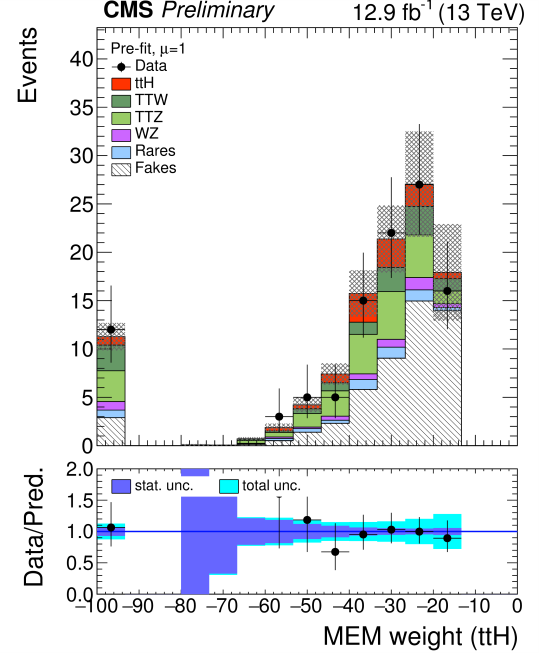 CMS Preliminary 12.9 fb⁻¹ (13 TeV)
Events
Pre-fit, μ=1
Data
ttH
TTW
TTZ
WZ
Rares
Fakes
40
35
30
25
20
15
10
5
0
Data/Pred.
stat. unc. total unc.
2.0
1.5
1.0
0.5
0.0
−100 −90 −80 −70 −60 −50 −40 −30 −20 −10 0
MEM weight (ttH)